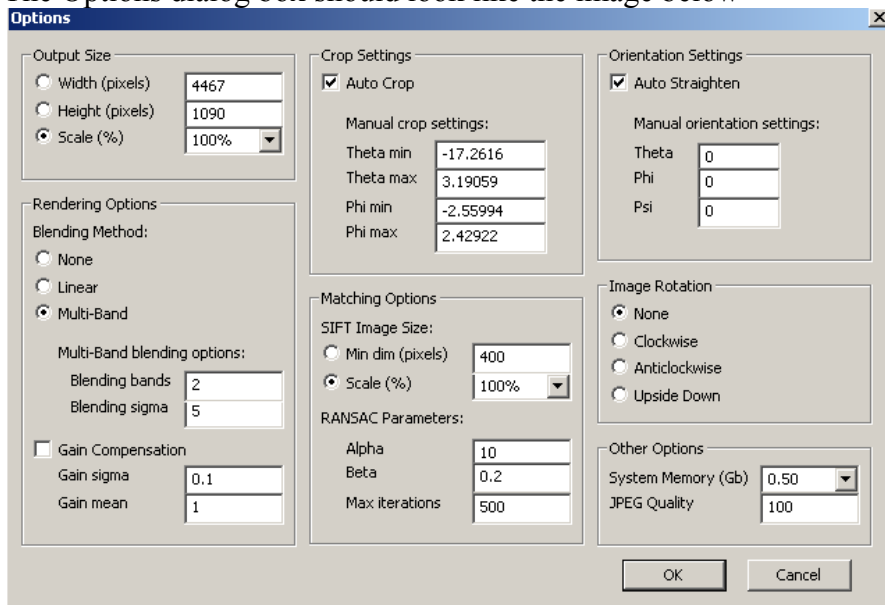 The Options dialog box should look like the image below
Options
Output Size
Width (pixels) 4467
Height (pixels) 1090
Scale (%) 100%
Rendering Options
Blending Method:
None
Linear
Multi-Band
Multi-Band blending options:
Blending bands 2
Blending sigma 5
Gain Compensation
Gain sigma 0.1
Gain mean 1
Crop Settings
Auto Crop
Manual crop settings:
Theta min -17.2616
Theta max 3.19059
Phi min -2.55994
Phi max 2.42922
Matching Options
SIFT Image Size:
Min dim (pixels) 400
Scale (%) 100%
RANSAC Parameters:
Alpha 10
Beta 0.2
Max iterations 500
Orientation Settings
Auto Straighten
Manual orientation settings:
Theta 0
Phi 0
Psi 0
Image Rotation
None
Clockwise
Anticlockwise
Upside Down
Other Options
System Memory (Gb) 0.50
JPEG Quality 100
OK Cancel